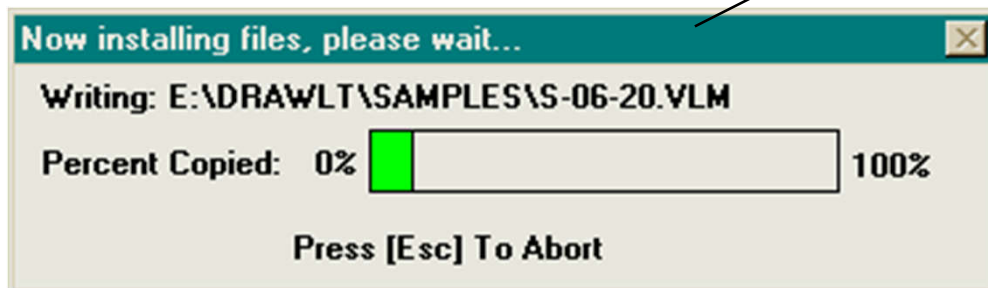 Now installing files, please wait...
Writing: E:\DRAWLT\SAMPLES\S-06-20.VLM
Percent Copied: 0% 100%
Press [Esc] To Abort